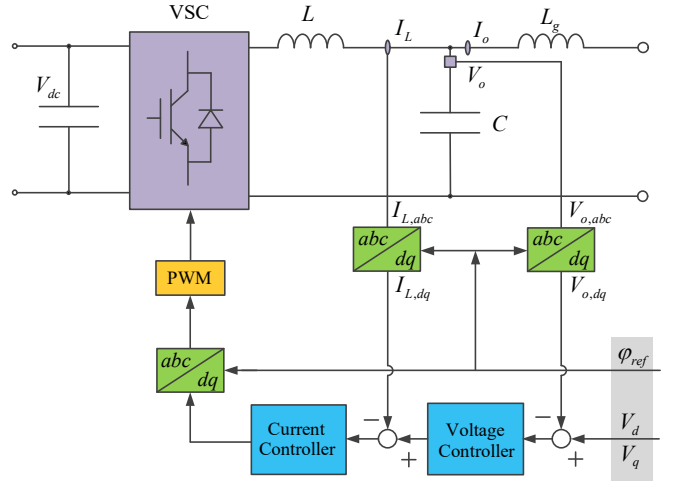 VSC
L
I_L
I_o
L_g
V_dc
V_o
C
I_L,abc
V_o,abc
abc
dq
abc
dq
I_L,dq
V_o,dq
PWM
abc
dq
φ_ref
Current
Controller
−
+
Voltage
Controller
−
+
V_d
V_q